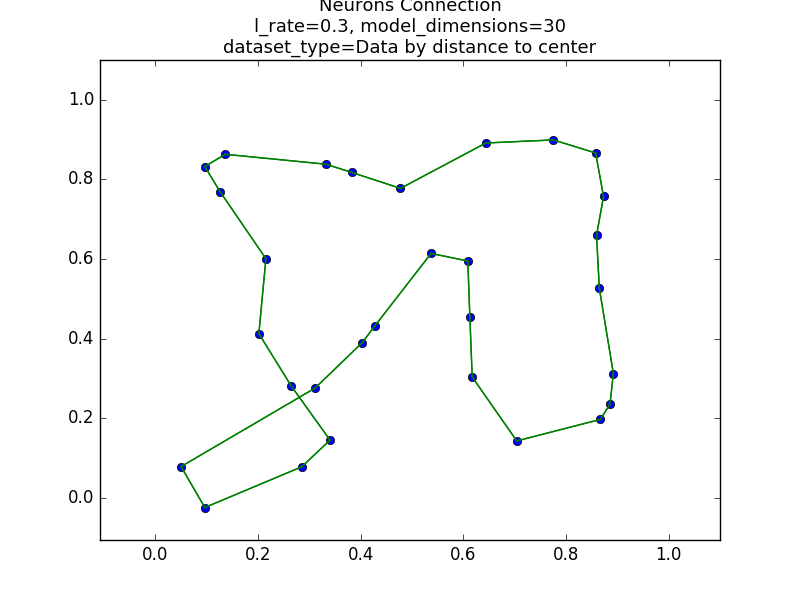 Neurons Connection
l_rate=0.3, model_dimensions=30
dataset_type=Data by distance to center
1.0
0.8
0.6
0.4
0.2
0.0
0.0 0.2 0.4 0.6 0.8 1.0